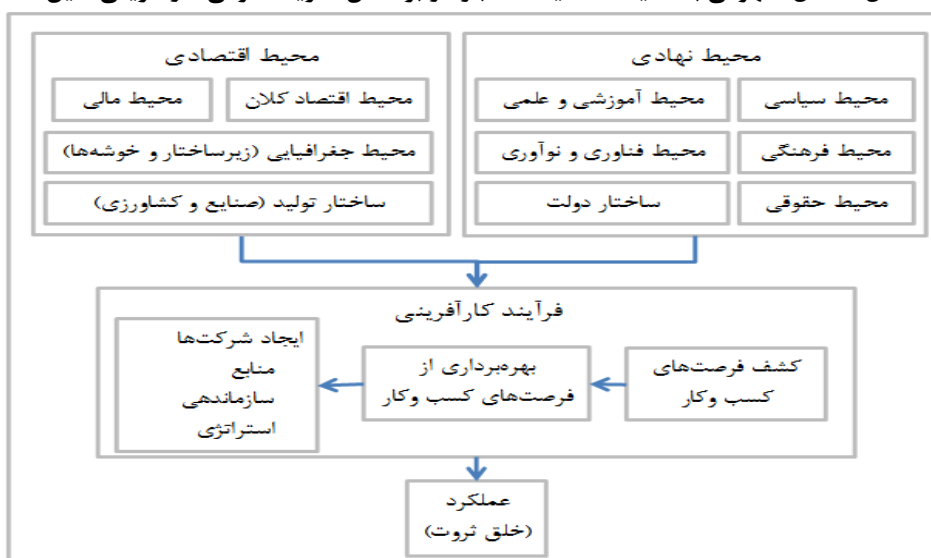 محیط نهادی
محیط سیاسی
محیط آموزشی و علمی
محیط فرهنگی
محیط فناوری و نوآوری
محیط حقوقی
ساختار دولت
محیط اقتصادی
محیط اقتصاد کلان
محیط مالی
محیط جغرافیایی (زیرساختار و خوشه‌ها)
ساختار تولید (صنایع و کشاورزی)
فرآیند کارآفرینی
کشف فرصت‌های
کسب وکار
بهره‌برداری از
فرصت‌های کسب وکار
ایجاد شرکت‌ها
منابع
سازماندهی
استراتژی
عملکرد
(خلق ثروت)